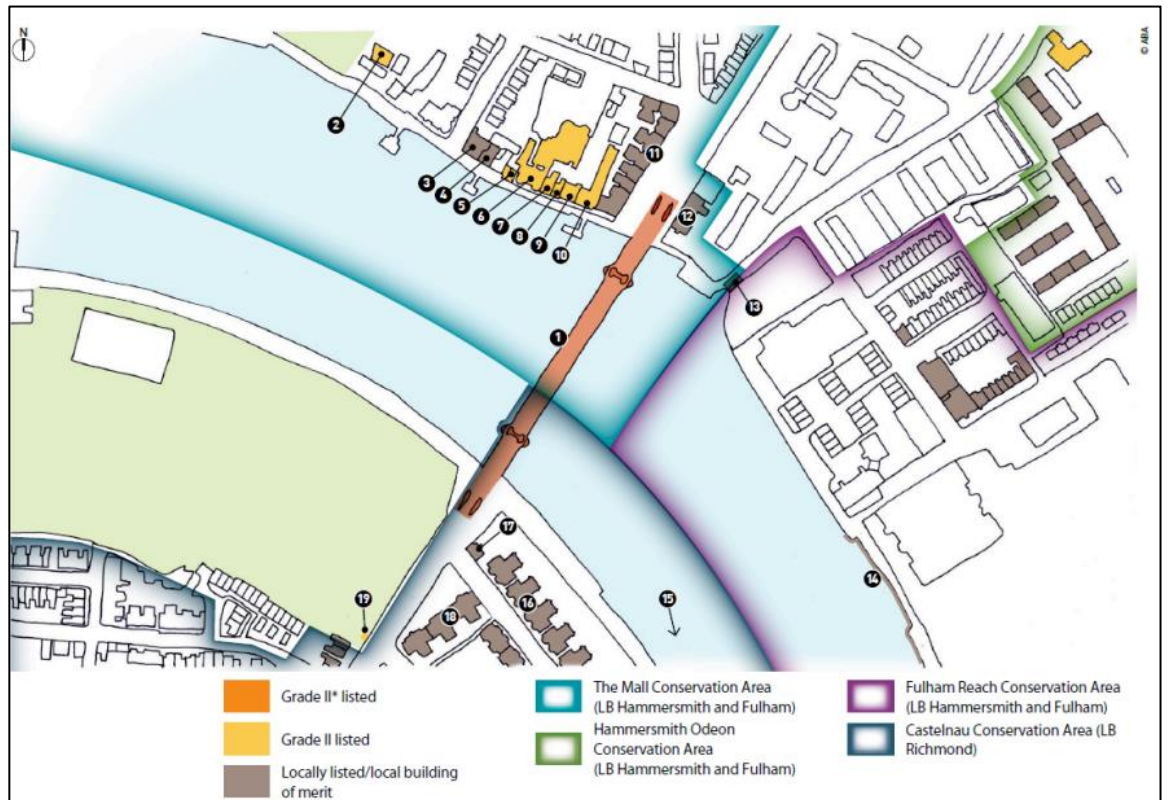 N
© ABA
2
11
3
4
5
6
7
8
9
10
12
13
1
14
17
16
15
19
18
Grade II* listed
Grade II listed
Locally listed/local building
of merit
The Mall Conservation Area
(LB Hammersmith and Fulham)
Hammersmith Odeon
Conservation Area
(LB Hammersmith and Fulham)
Fulham Reach Conservation Area
(LB Hammersmith and Fulham)
Castelnau Conservation Area (LB
Richmond)